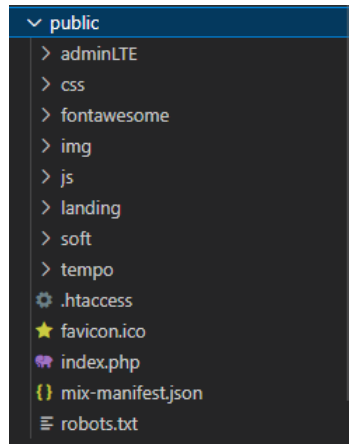 public
adminLTE
css
fontawesome
img
js
landing
soft
tempo
.htaccess
favicon.ico
index.php
{} mix-manifest.json
robots.txt